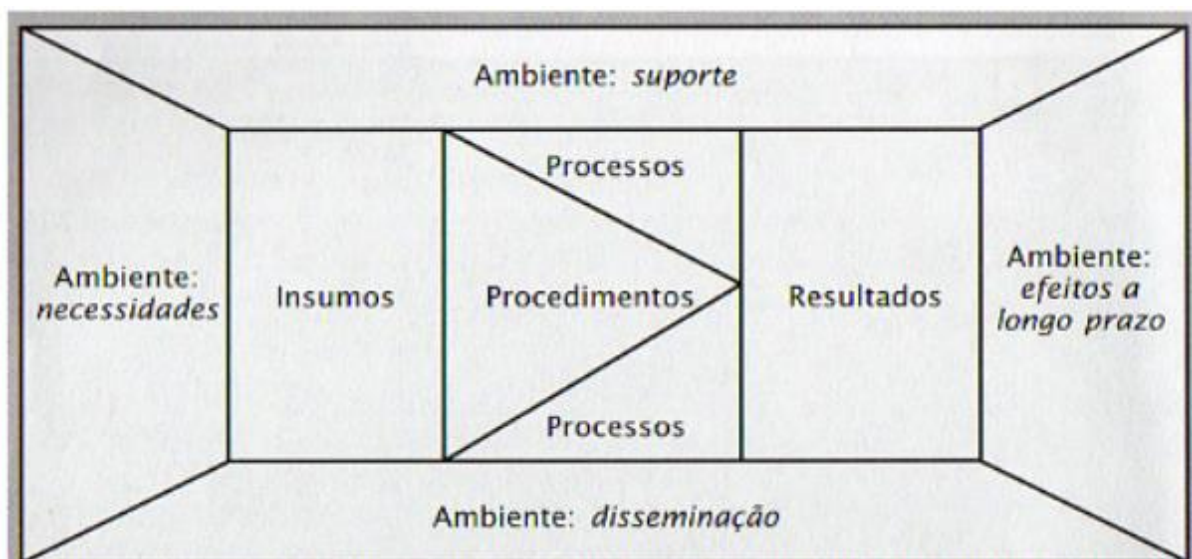 Ambiente: suporte
Processos
Ambiente:
necessidades
Insumos
Procedimentos
Resultados
Ambiente:
efeitos a
longo prazo
Processos
Ambiente: disseminação